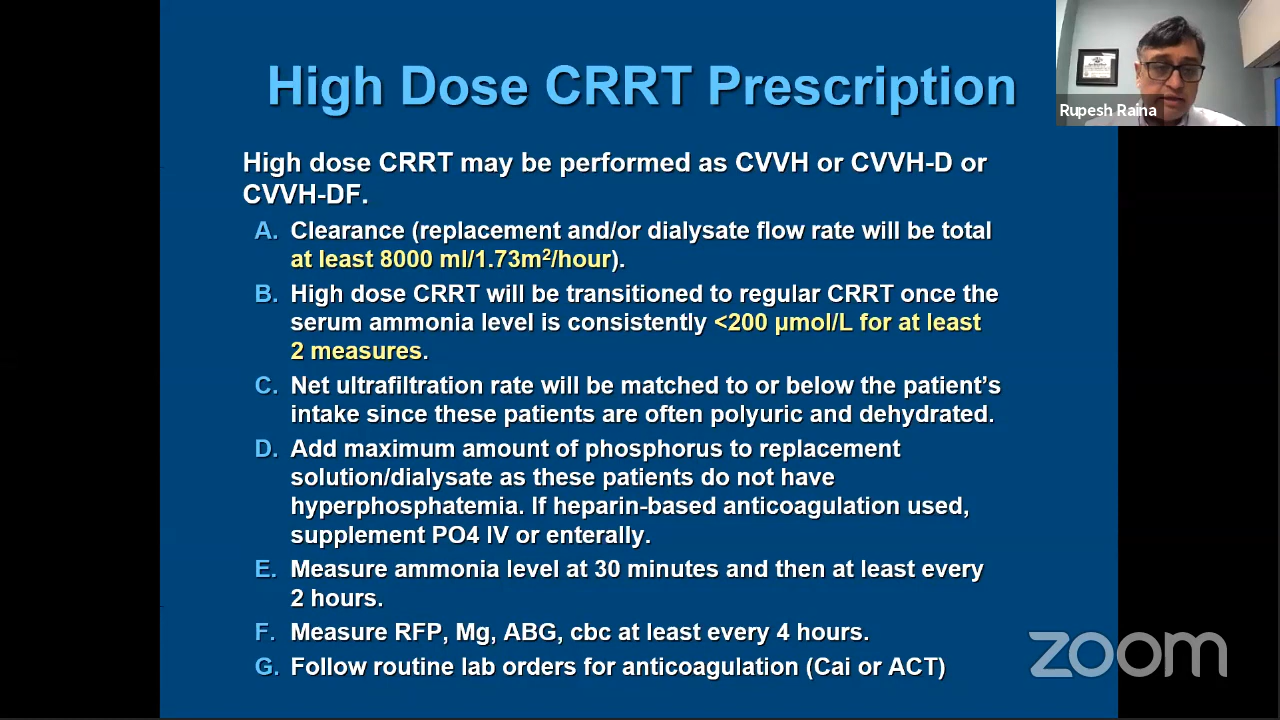 High Dose CRRT Prescription
Rupesh Raina
High dose CRRT may be performed as CVVH or CVVH-D or
CVVH-DF.
A. Clearance (replacement and/or dialysate flow rate will be total
at least 8000 ml/1.73m²/hour).
B. High dose CRRT will be transitioned to regular CRRT once the
serum ammonia level is consistently <200 µmol/L for at least
2 measures.
C. Net ultrafiltration rate will be matched to or below the patient’s
intake since these patients are often polyuric and dehydrated.
D. Add maximum amount of phosphorus to replacement
solution/dialysate as these patients do not have
hyperphosphatemia. If heparin-based anticoagulation used,
supplement PO4 IV or enterally.
E. Measure ammonia level at 30 minutes and then at least every
2 hours.
F. Measure RFP, Mg, ABG, cbc at least every 4 hours.
G. Follow routine lab orders for anticoagulation (Cai or ACT)
zoom